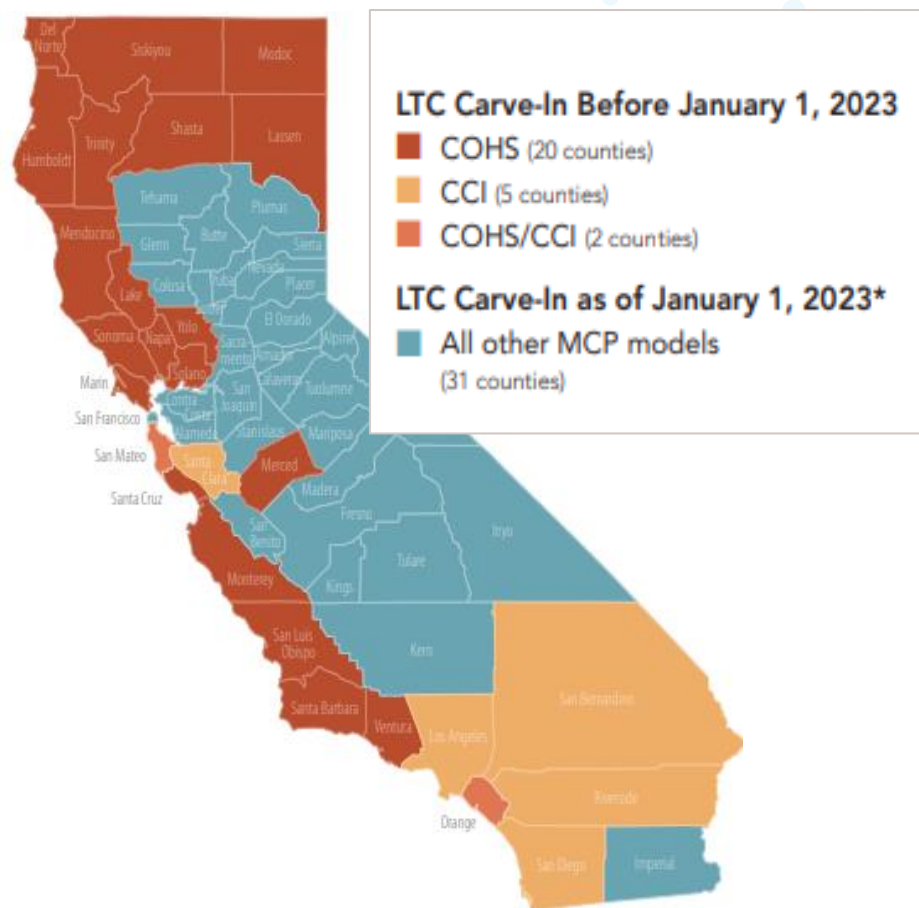 LTC Carve-In Before January 1, 2023
COHS (20 counties)
CCI (5 counties)
COHS/CCI (2 counties)
LTC Carve-In as of January 1, 2023*
All other MCP models
(31 counties)
Del
Norte
Siskiyou
Modoc
Humboldt
Trinity
Shasta
Lassen
Tehama
Plumas
Mendocino
Glenn
Butte
Sierra
Nevada
Colusa
Yuba
Placer
Lake
El Dorado
Yolo
Alpine
Sonoma
Napa
Sacra-
mento
Amador
Solano
Calaveras
Marin
San
Joaquin
Tuolumne
Contra
Costa
San Francisco
Alameda
Stanislaus
Mariposa
San Mateo
Santa
Clara
Merced
Santa Cruz
Madera
Fresno
San
Benito
Inyo
Tulare
Kings
Monterey
San Luis
Obispo
Kern
Santa Barbara
Ventura
Los Angeles
San Bernardino
Orange
Riverside
San Diego
Imperial